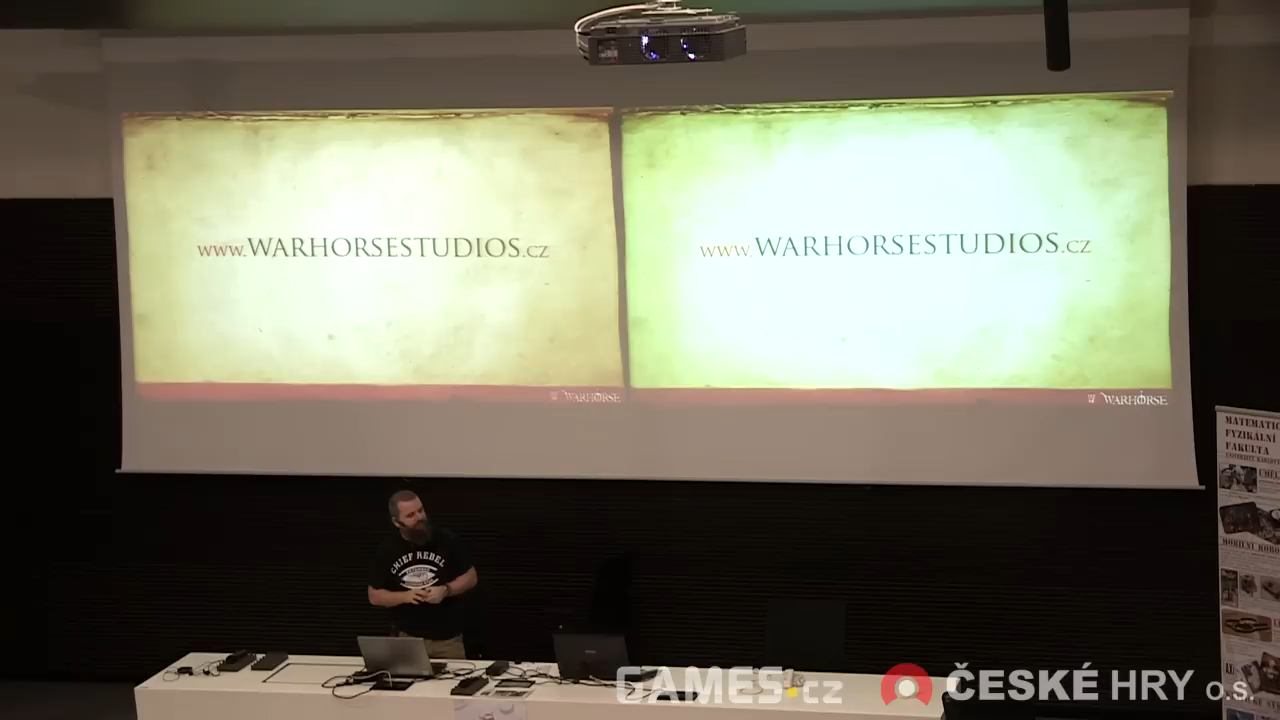 www.WARHORSESTUDIOS.cz
www.WARHORSESTUDIOS.cz
WARHORSE
WARHORSE
MATEMATIC
FYZIKÁLNÍ
FAKULTA
CHIEF REBEL
GAMES.cz
ČESKÉ HRY o.s.